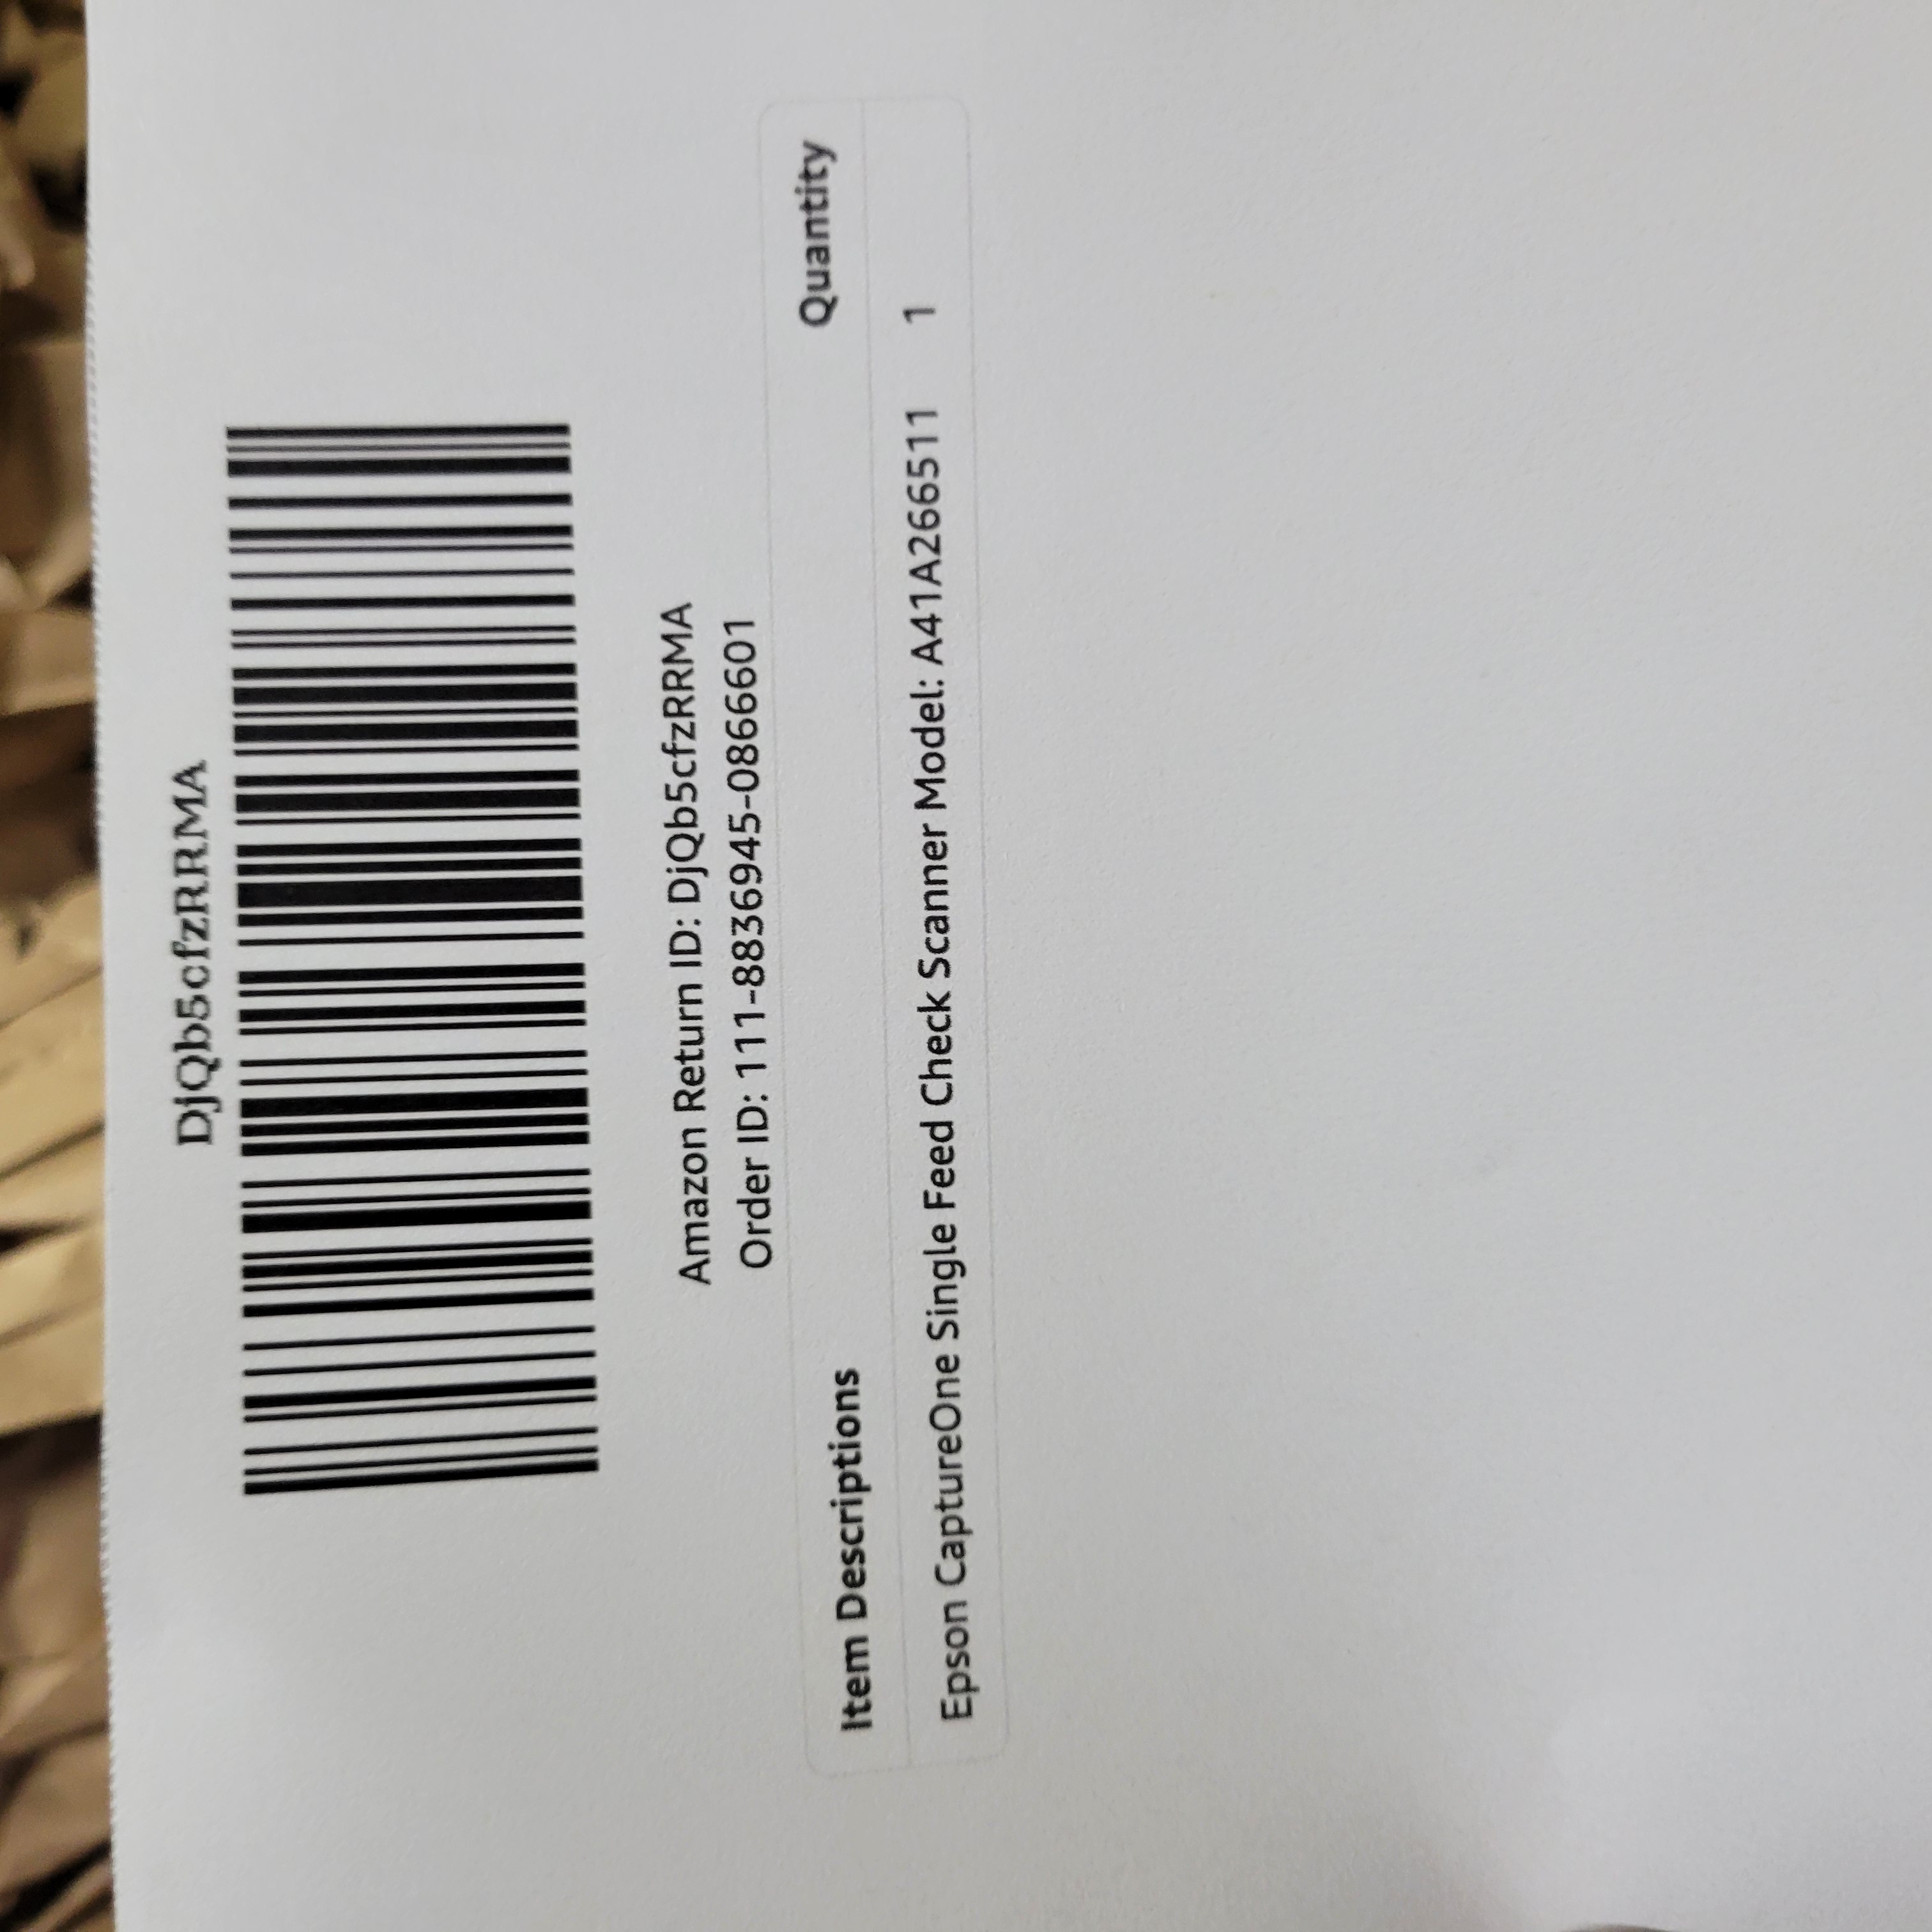 DjQb5cfzRRMA
Amazon Return ID: DjQb5cfzRRMA
Order ID: 111-8836945-0866601
Item Descriptions Quantity
Epson CaptureOne Single Feed Check Scanner Model: A41A266511 1